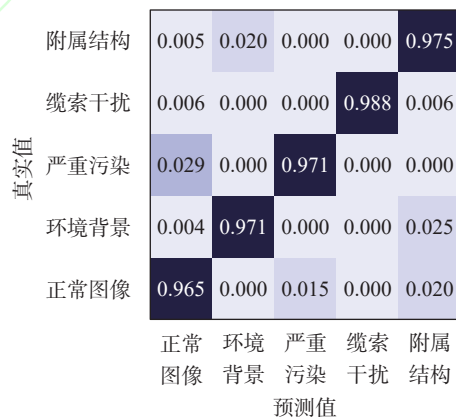 附属结构 0.005 0.020 0.000 0.000 0.975
缆索干扰 0.006 0.000 0.000 0.988 0.006
严重污染 0.029 0.000 0.971 0.000 0.000
环境背景 0.004 0.971 0.000 0.000 0.025
正常图像 0.965 0.000 0.015 0.000 0.020
真实值
正常 环境 严重 缆索 附属
图像 背景 污染 干扰 结构
预测值